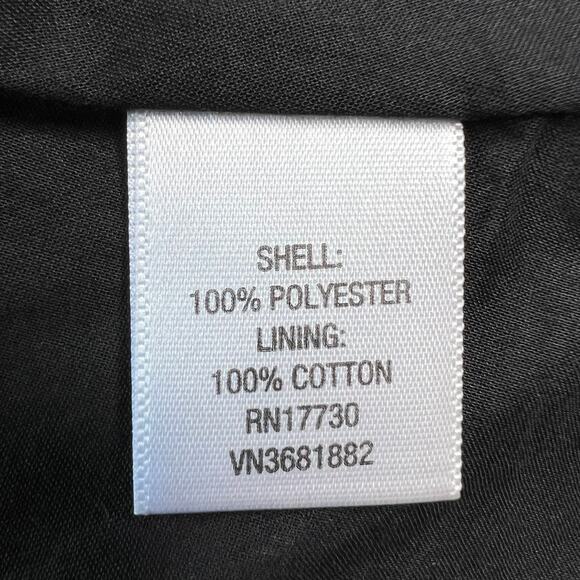 SHELL:
100% POLYESTER
LINING:
100% COTTON
RN17730
VN3681882